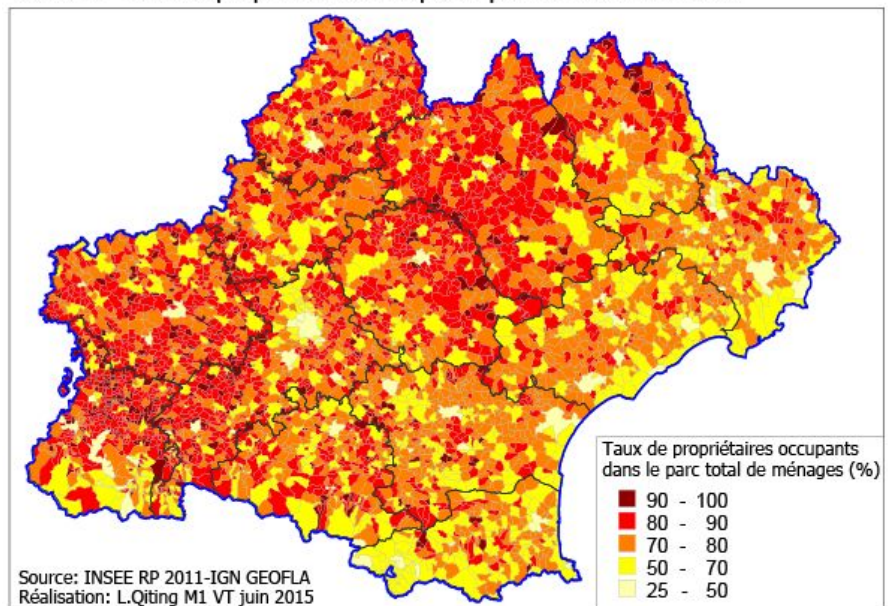 Taux de propriétaires occupants
dans le parc total de ménages (%)
90 - 100
80 - 90
70 - 80
50 - 70
25 - 50
Source: INSEE RP 2011-IGN GEOFLA
Réalisation: L.Qiting M1 VT juin 2015